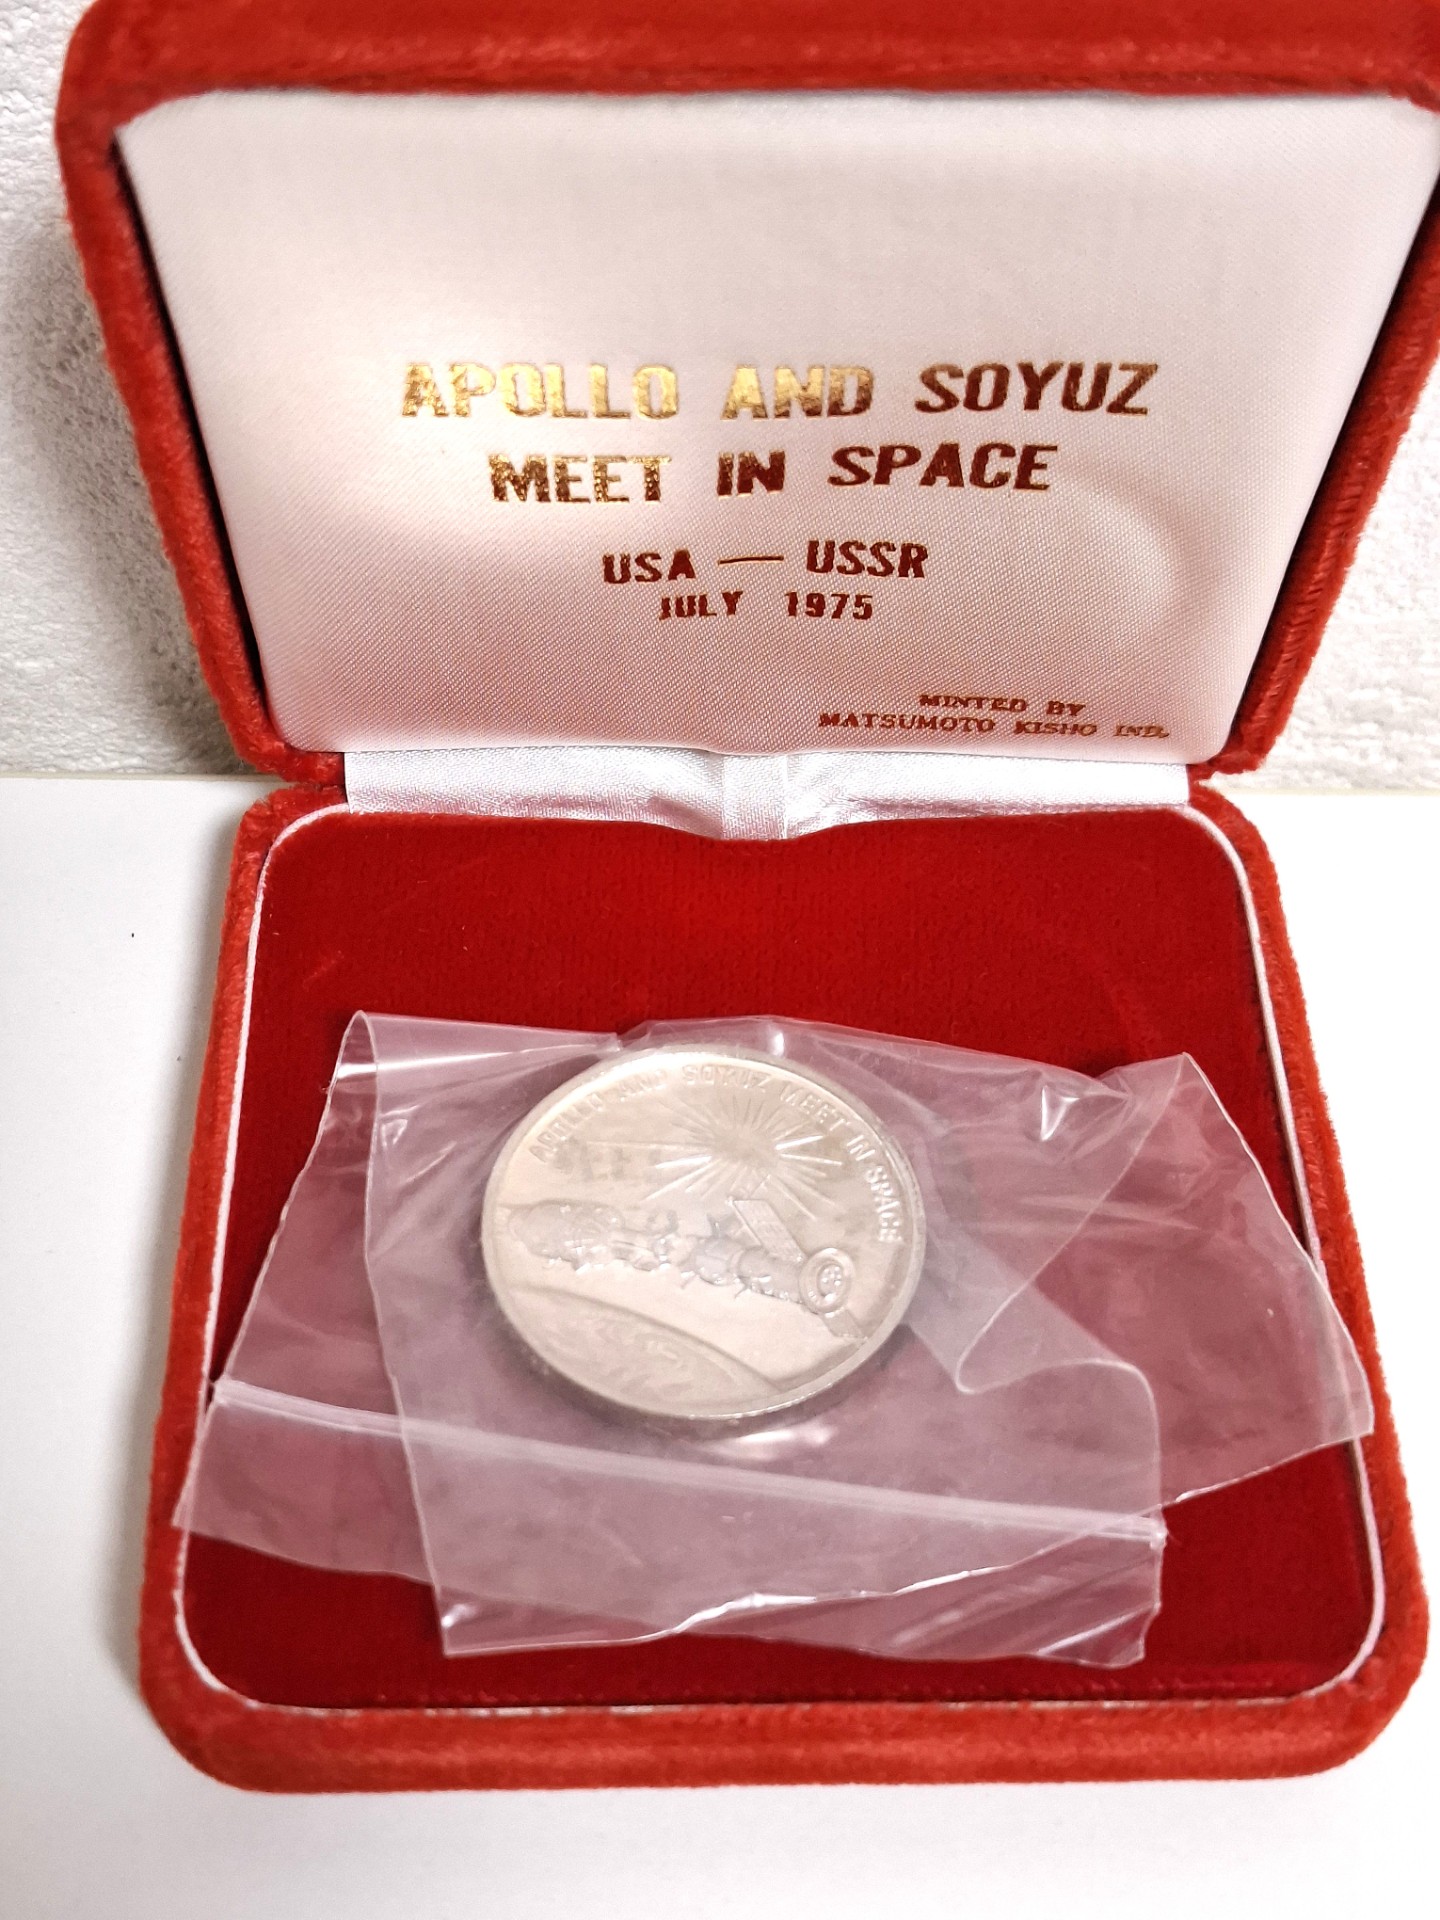 APOLLO AND SOYUZ
MEET IN SPACE
USA — USSR
JULY 1975
MINTED BY
MATSUMOTO KISHO IND.
APOLLO AND SOYUZ MEET IN SPACE